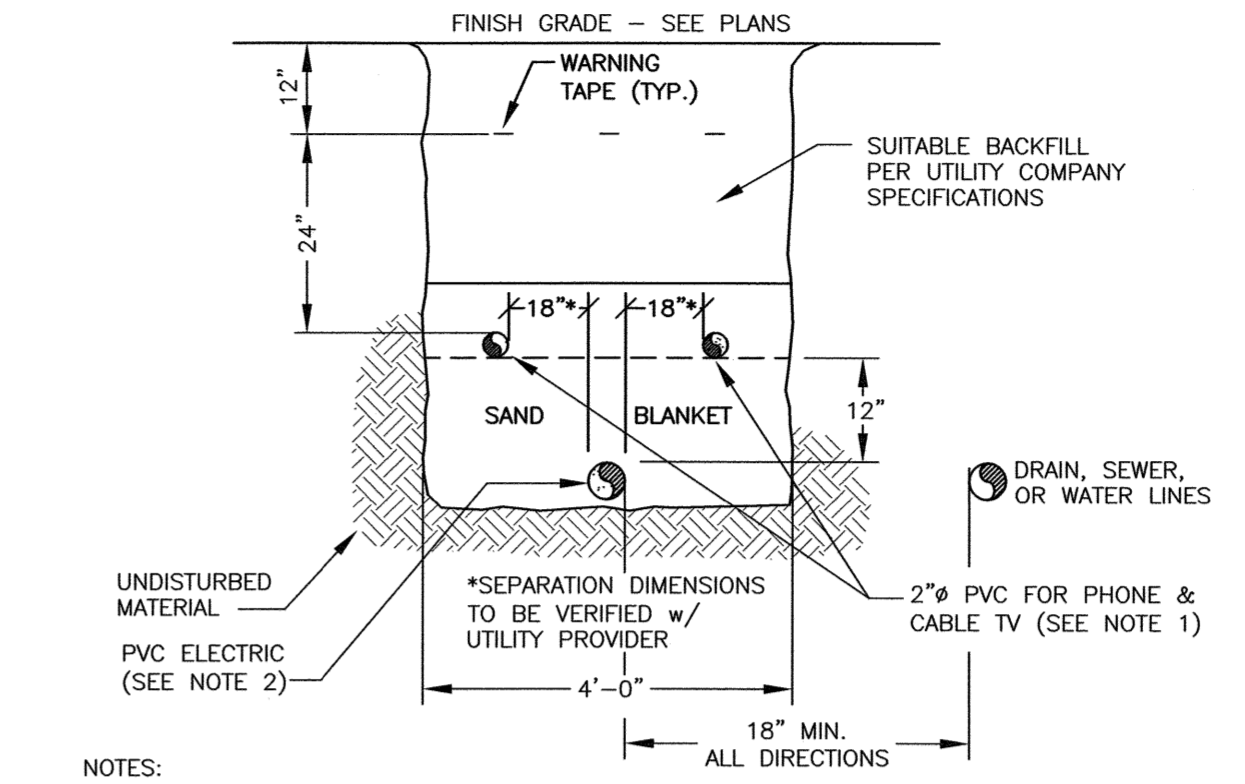 FINISH GRADE – SEE PLANS
12"
WARNING
TAPE (TYP.)
SUITABLE BACKFILL
PER UTILITY COMPANY
SPECIFICATIONS
24"
18"*
18"*
SAND
BLANKET
12"
DRAIN, SEWER,
OR WATER LINES
UNDISTURBED
MATERIAL
*SEPARATION DIMENSIONS
TO BE VERIFIED w/
UTILITY PROVIDER
2"ø PVC FOR PHONE &
CABLE TV (SEE NOTE 1)
PVC ELECTRIC
(SEE NOTE 2)
4'-0"
18" MIN.
ALL DIRECTIONS
NOTES: